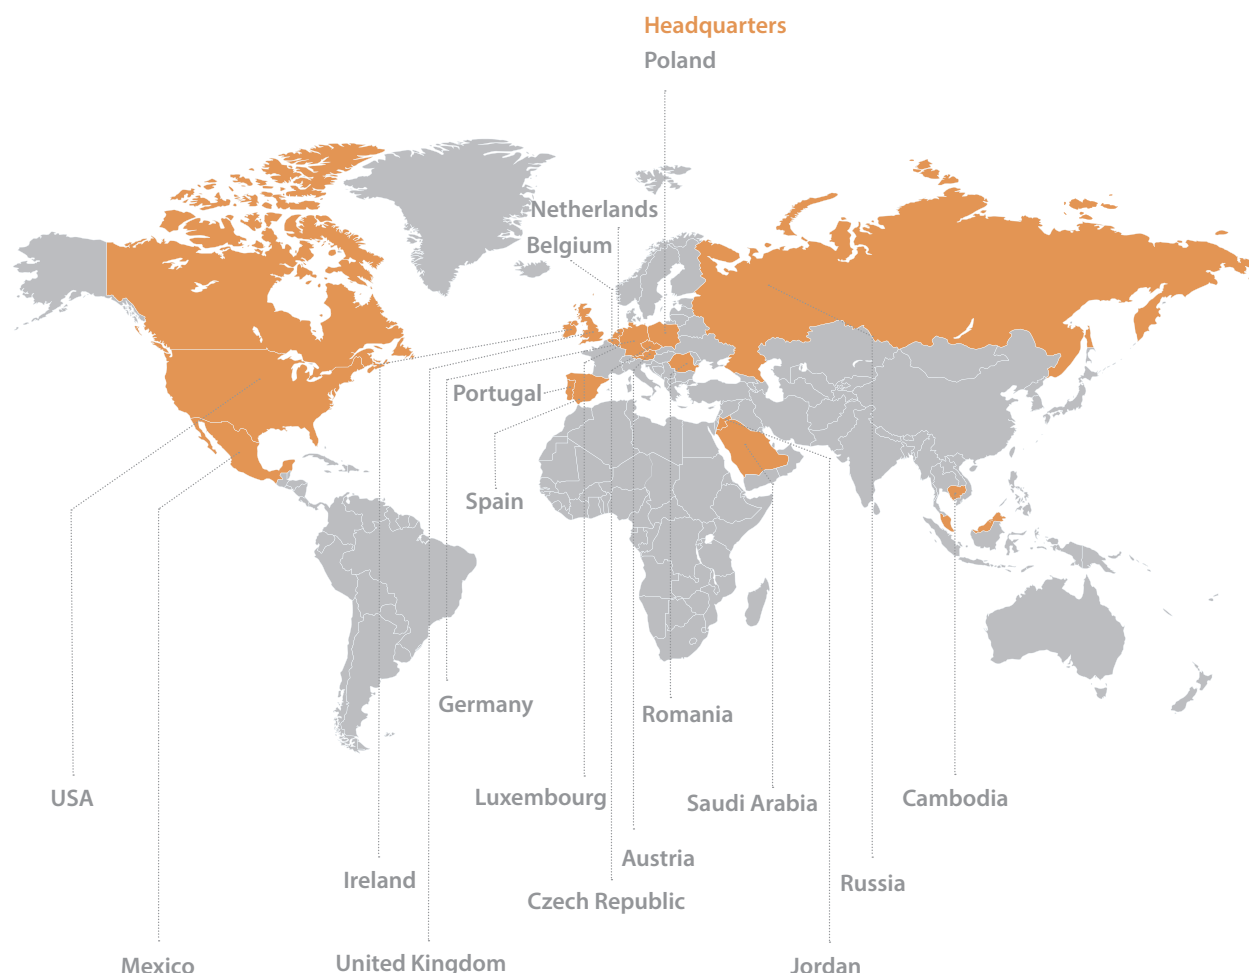 Headquarters
Poland
Netherlands
Belgium
Portugal
Spain
Germany
Romania
USA
Luxembourg
Saudi Arabia
Cambodia
Austria
Ireland
Russia
Czech Republic
Mexico
United Kingdom
Jordan